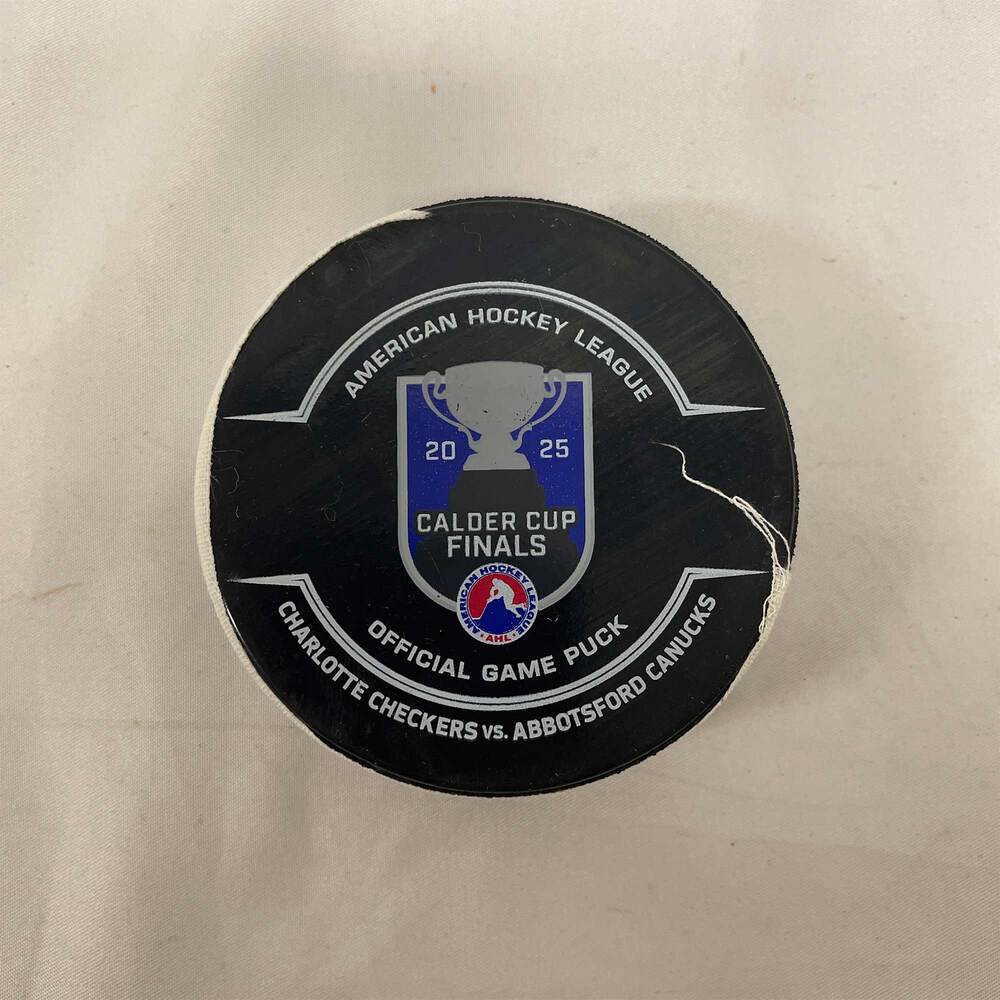 AMERICAN HOCKEY LEAGUE
20 25
CALDER CUP
FINALS
AMERICAN HOCKEY LEAGUE
AHL
OFFICIAL GAME PUCK
CHARLOTTE CHECKERS VS. ABBOTSFORD CANUCKS